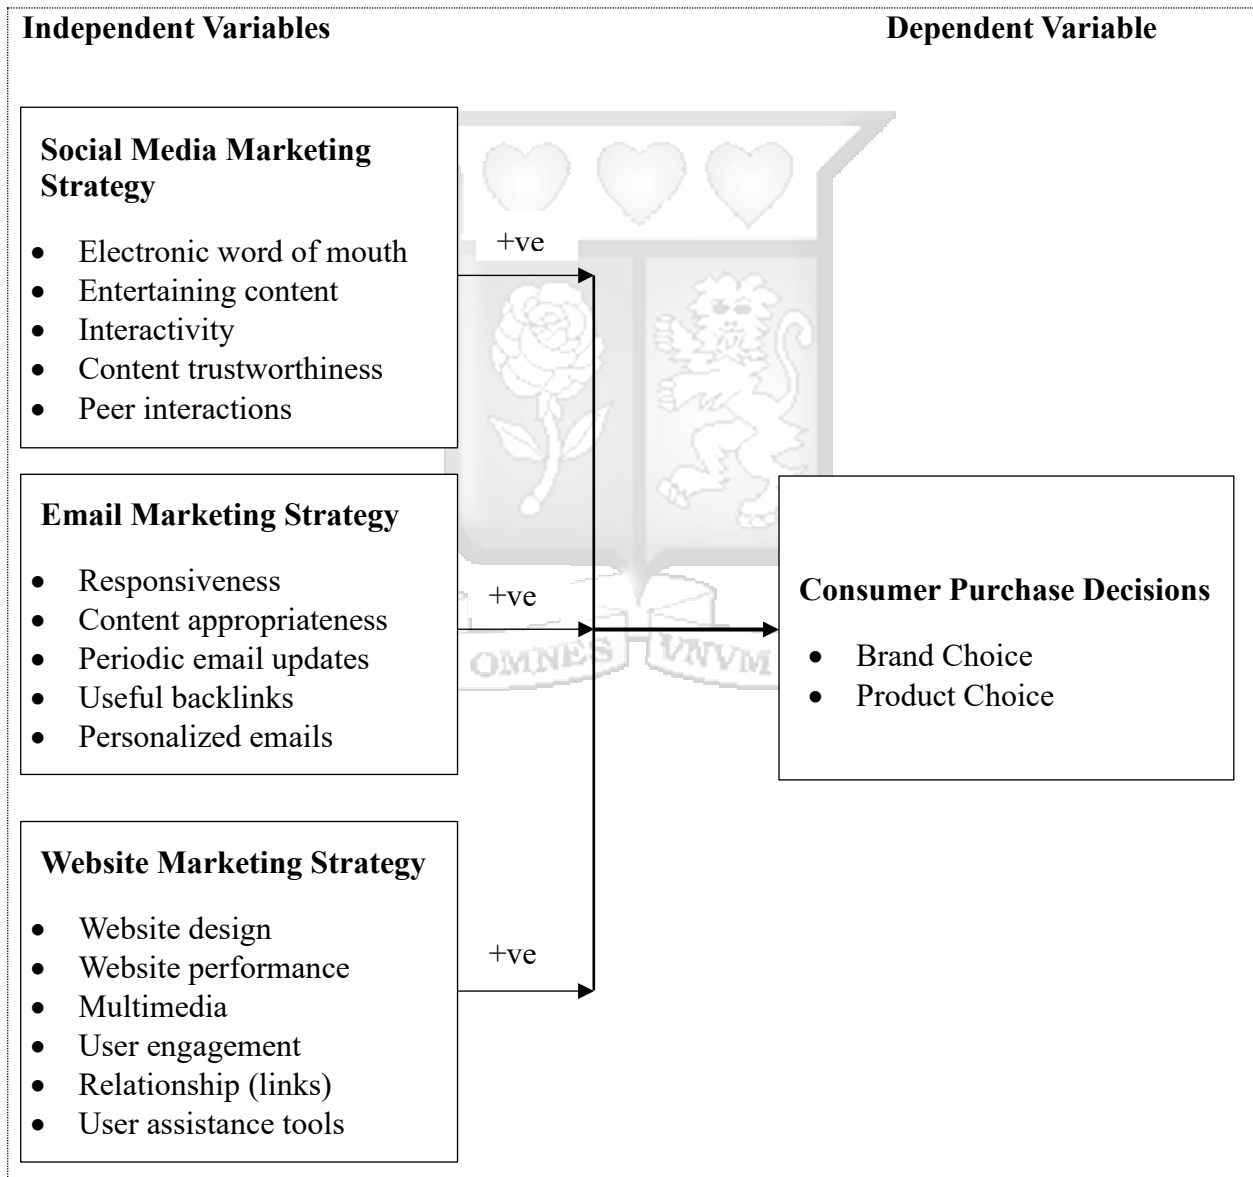 Independent Variables
Dependent Variable
Social Media Marketing
Strategy
• Electronic word of mouth
• Entertaining content
• Interactivity
• Content trustworthiness
• Peer interactions
+ve
Email Marketing Strategy
• Responsiveness
• Content appropriateness
• Periodic email updates
• Useful backlinks
• Personalized emails
+ve
Website Marketing Strategy
• Website design
• Website performance
• Multimedia
• User engagement
• Relationship (links)
• User assistance tools
+ve
Consumer Purchase Decisions
• Brand Choice
• Product Choice
OMNES VNVM